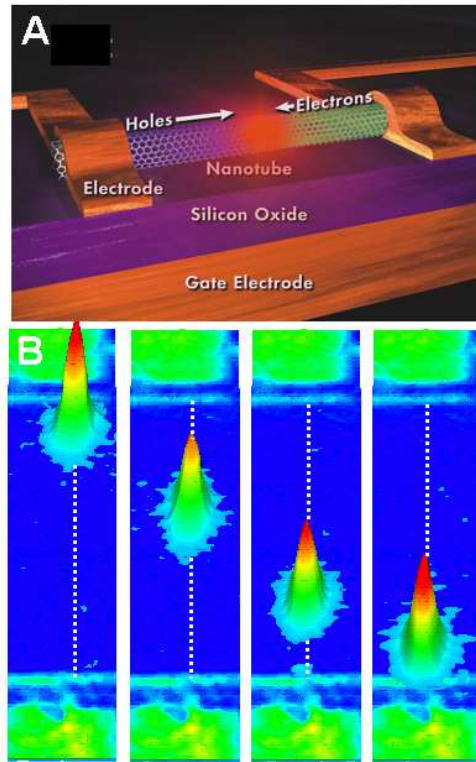 A
Holes
Electrons
Nanotube
Electrode
Silicon Oxide
Gate Electrode
B